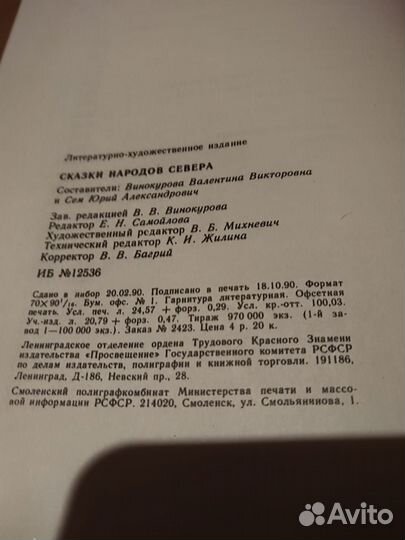 Литературно-художественное издание
СКАЗКИ НАРОДОВ СЕВЕРА
Составители: Винокурова Валентина Викторовна
и Сем Юрий Александрович
Зав. редакцией В. В. Винокурова
Редактор Е. Н. Самойлова
Художественный редактор В. Б. Михневич
Технический редактор К. И. Жилина
Корректор В. В. Багрий
ИБ №12536
Сдано в набор 20.02.90. Подписано в печать 18.10.90. Формат
70×90¹/₁₆. Бум. офс. № 1. Гарнитура литературная. Офсетная
печать. Усл. печ. л. 24,57 + форз. 0,29. Усл. кр.-отт. 100,03.
Уч.-изд. л. 20,79 + форз. 0,47. Тираж 970 000 экз. (1-й за-
вод 1—100 000 экз.) Заказ № 2423. Цена 4 р. 20 к.
Ленинградское отделение ордена Трудового Красного Знамени
издательства «Просвещение» Государственного комитета РСФСР
по делам издательств, полиграфии и книжной торговли. 191186,
Ленинград, Д-186, Невский пр., 28.
Смоленский полиграфкомбинат Министерства печати и массо-
вой информации РСФСР. 214020, Смоленск, ул. Смольянинова, 1.
Avito